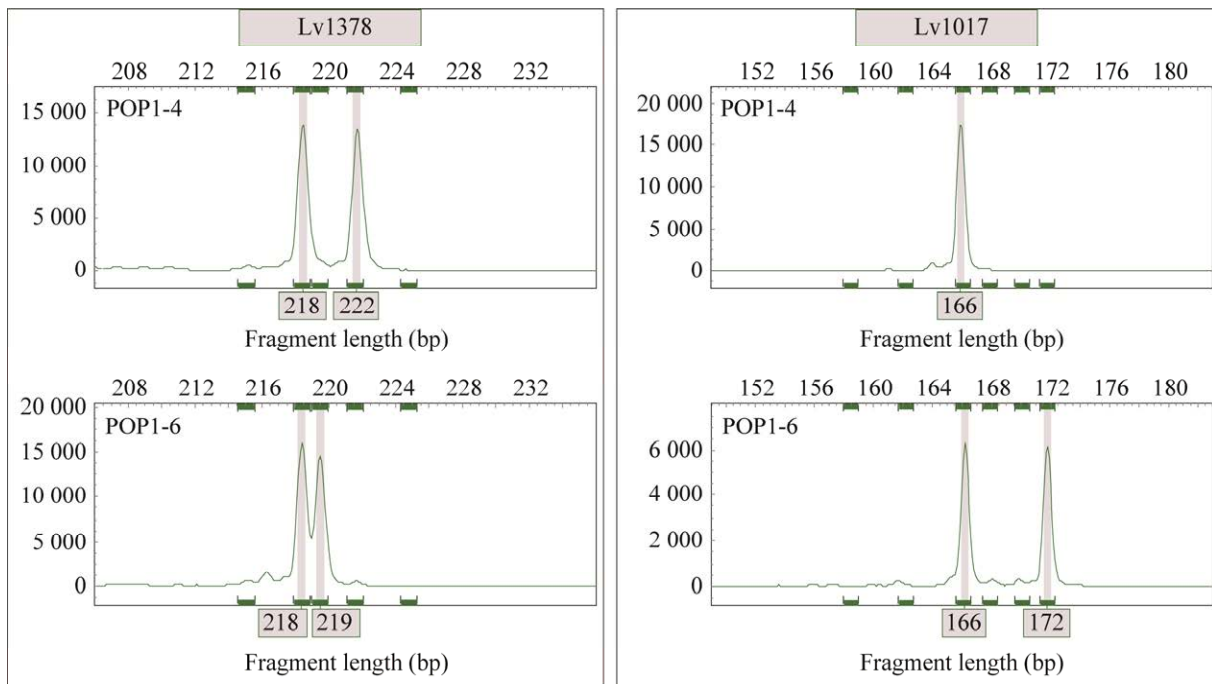 Lv1378
208 212 216 220 224 228 232
15 000
10 000
5 000
0
POP1-4
218 222
Fragment length (bp)
208 212 216 220 224 228 232
20 000
15 000
10 000
5 000
0
POP1-6
218 219
Fragment length (bp)
Lv1017
152 156 160 164 168 172 176 180
20 000
15 000
10 000
5 000
0
POP1-4
166
Fragment length (bp)
152 156 160 164 168 172 176 180
6 000
4 000
2 000
0
POP1-6
166 172
Fragment length (bp)